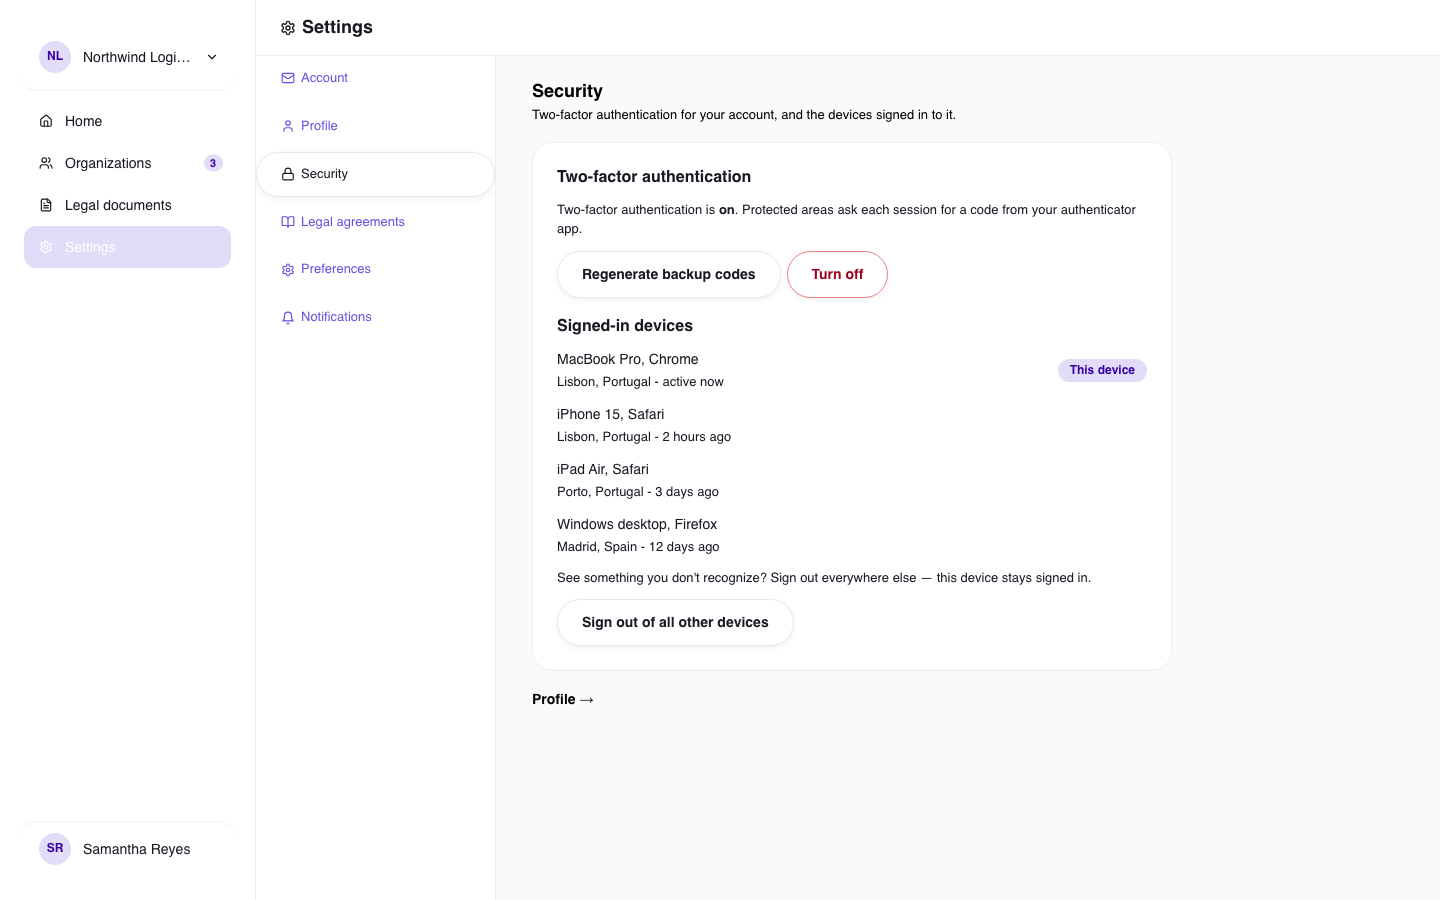 NL
Northwind Logi...
Home
Organizations
3
Legal documents
Settings
SR
Samantha Reyes
Settings
Account
Profile
Security
Legal agreements
Preferences
Notifications
Security
Two-factor authentication for your account, and the devices signed in to it.
Two-factor authentication
Two-factor authentication is on. Protected areas ask each session for a code from your authenticator
app.
Regenerate backup codes
Turn off
Signed-in devices
MacBook Pro, Chrome
Lisbon, Portugal - active now
This device
iPhone 15, Safari
Lisbon, Portugal - 2 hours ago
iPad Air, Safari
Porto, Portugal - 3 days ago
Windows desktop, Firefox
Madrid, Spain - 12 days ago
See something you don't recognize? Sign out everywhere else — this device stays signed in.
Sign out of all other devices
Profile →